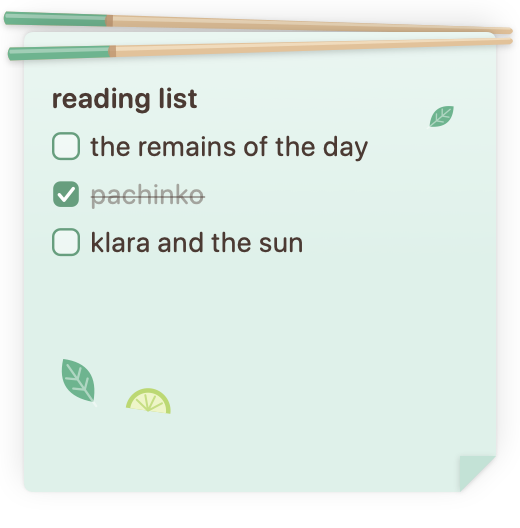 reading list
the remains of the day
pachinko
klara and the sun